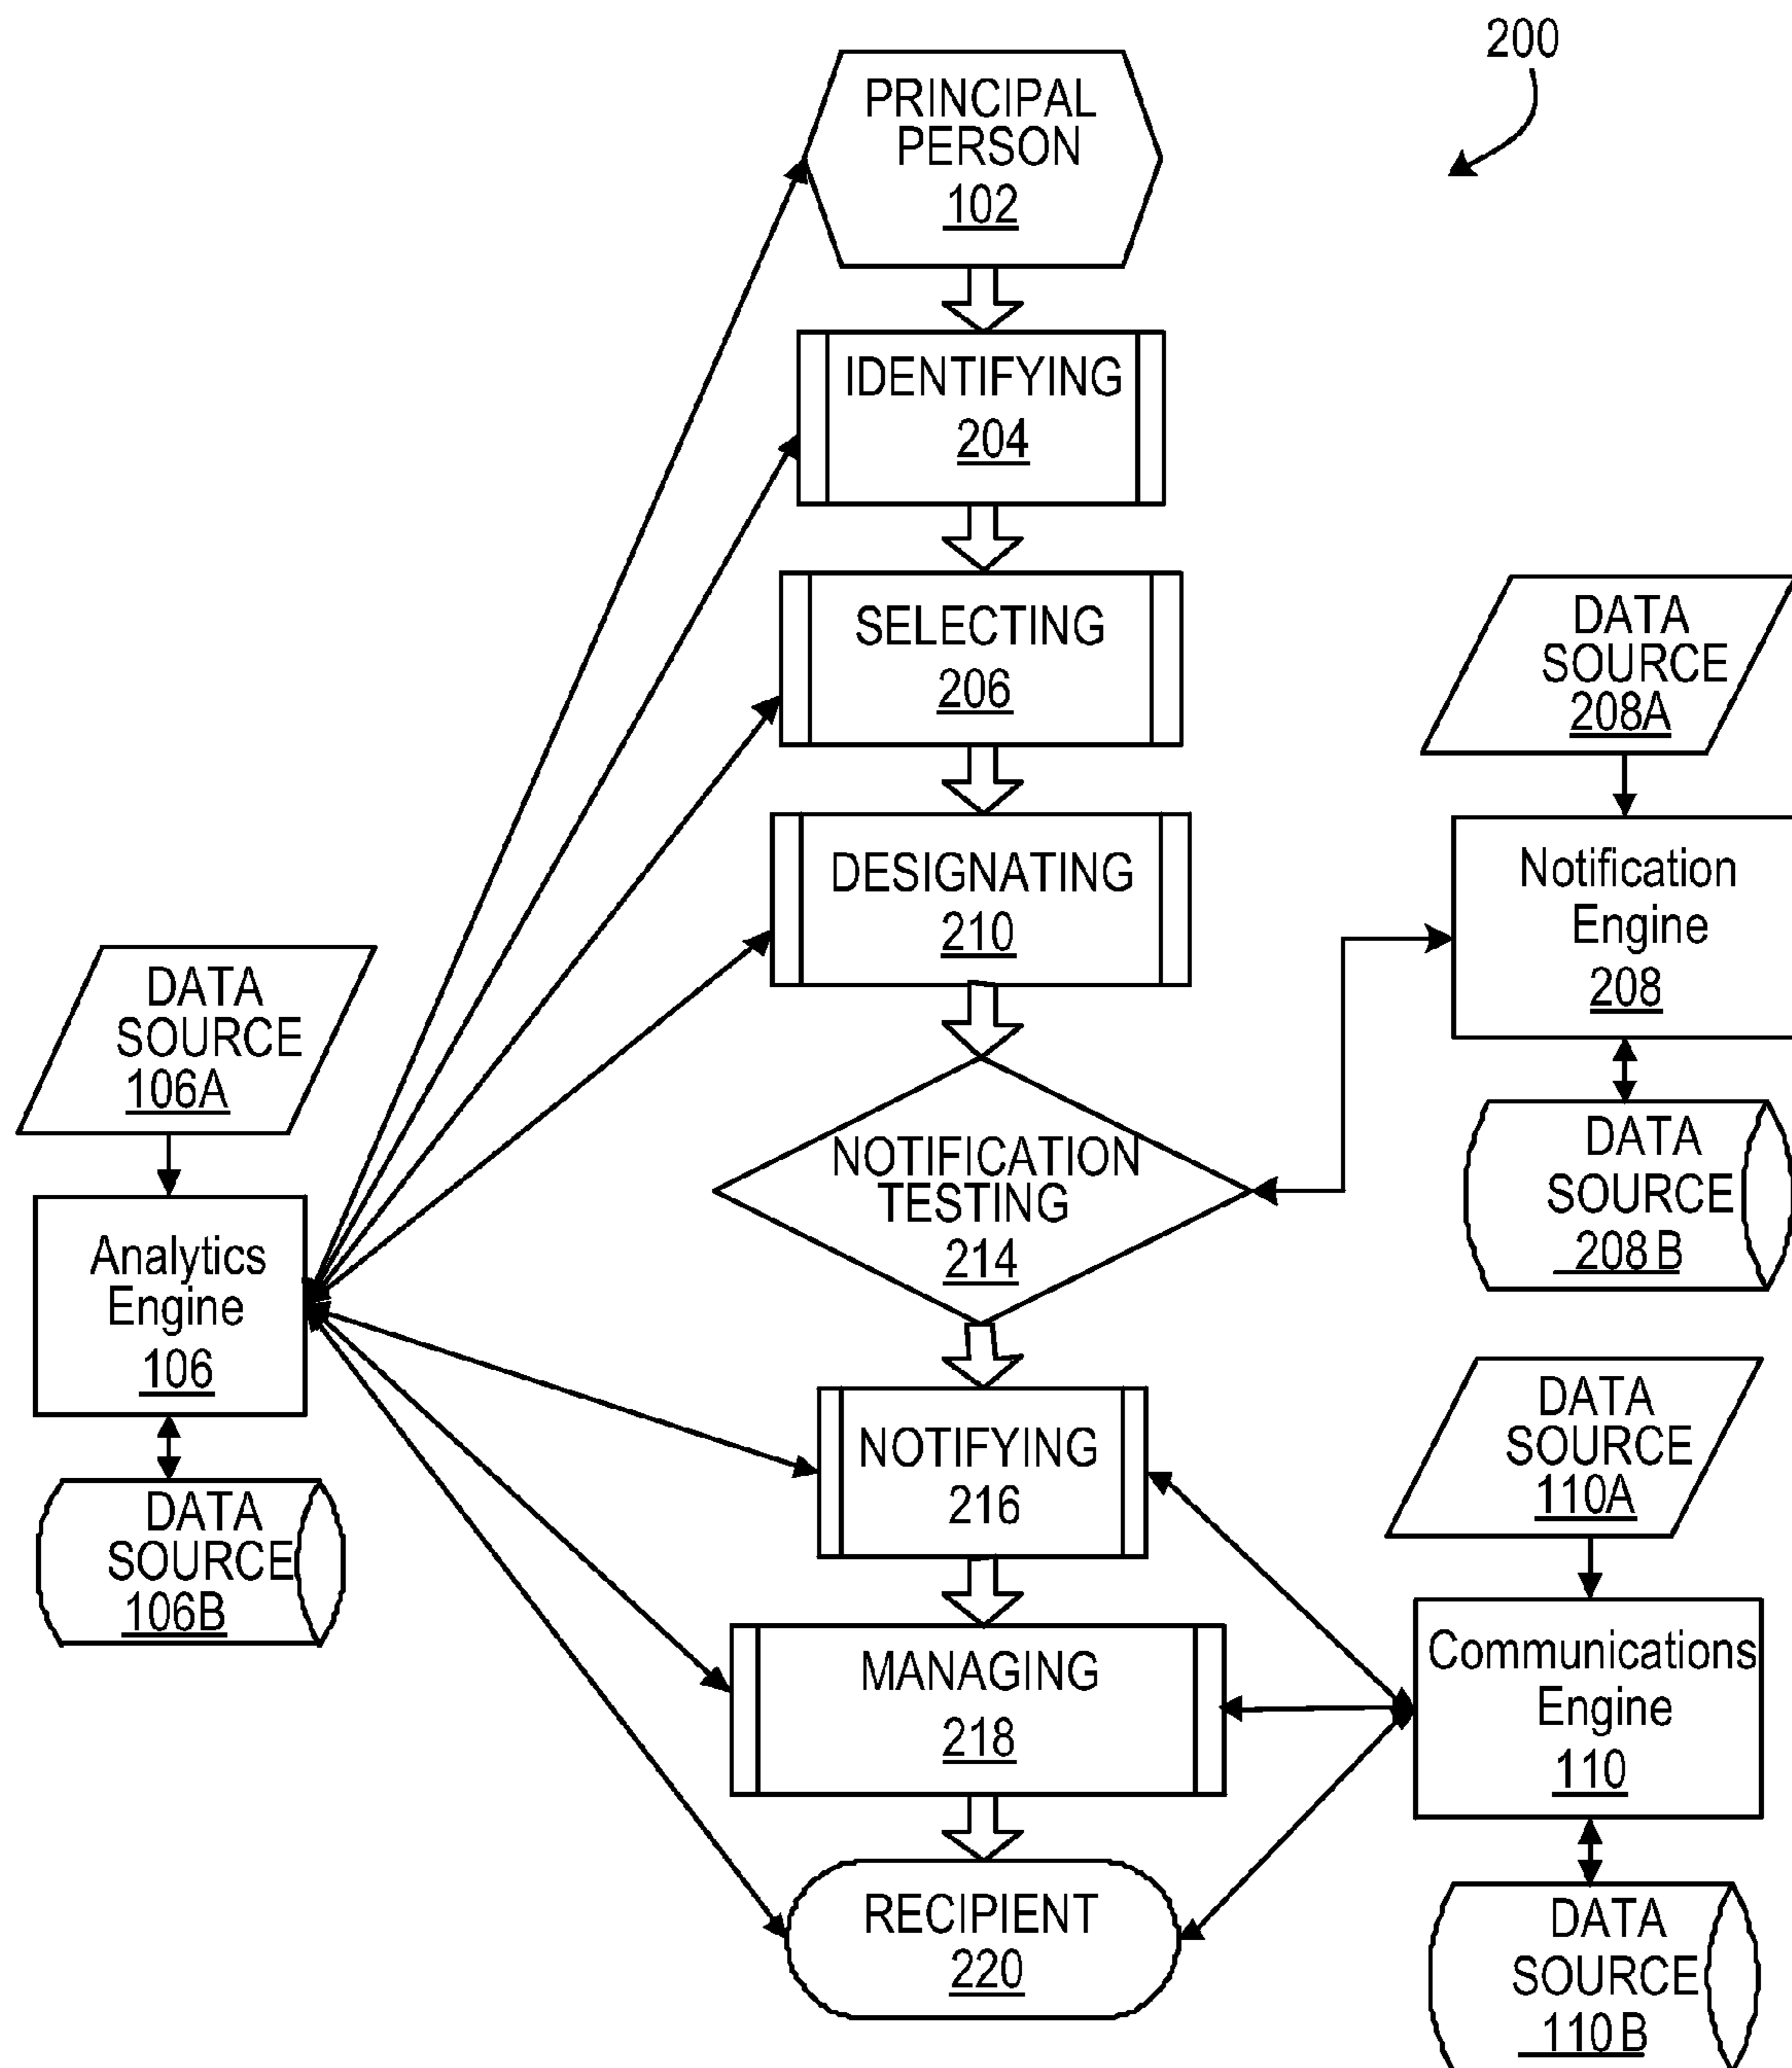 200
PRINCIPAL
PERSON
102
IDENTIFYING
204
SELECTING
206
DATA
SOURCE
208A
DESIGNATING
210
Notification
Engine
208
DATA
SOURCE
106A
DATA
SOURCE
208B
NOTIFICATION
TESTING
214
Analytics
Engine
106
DATA
SOURCE
110A
NOTIFYING
216
DATA
SOURCE
106B
MANAGING
218
Communications
Engine
110
RECIPIENT
220
DATA
SOURCE
110B